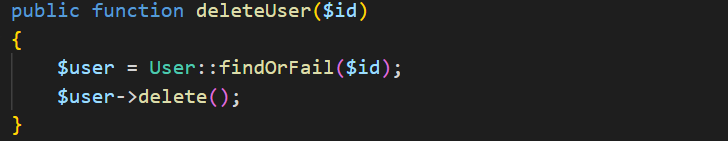 public function deleteUser($id)
{
    $user = User::findOrFail($id);
    $user->delete();
}